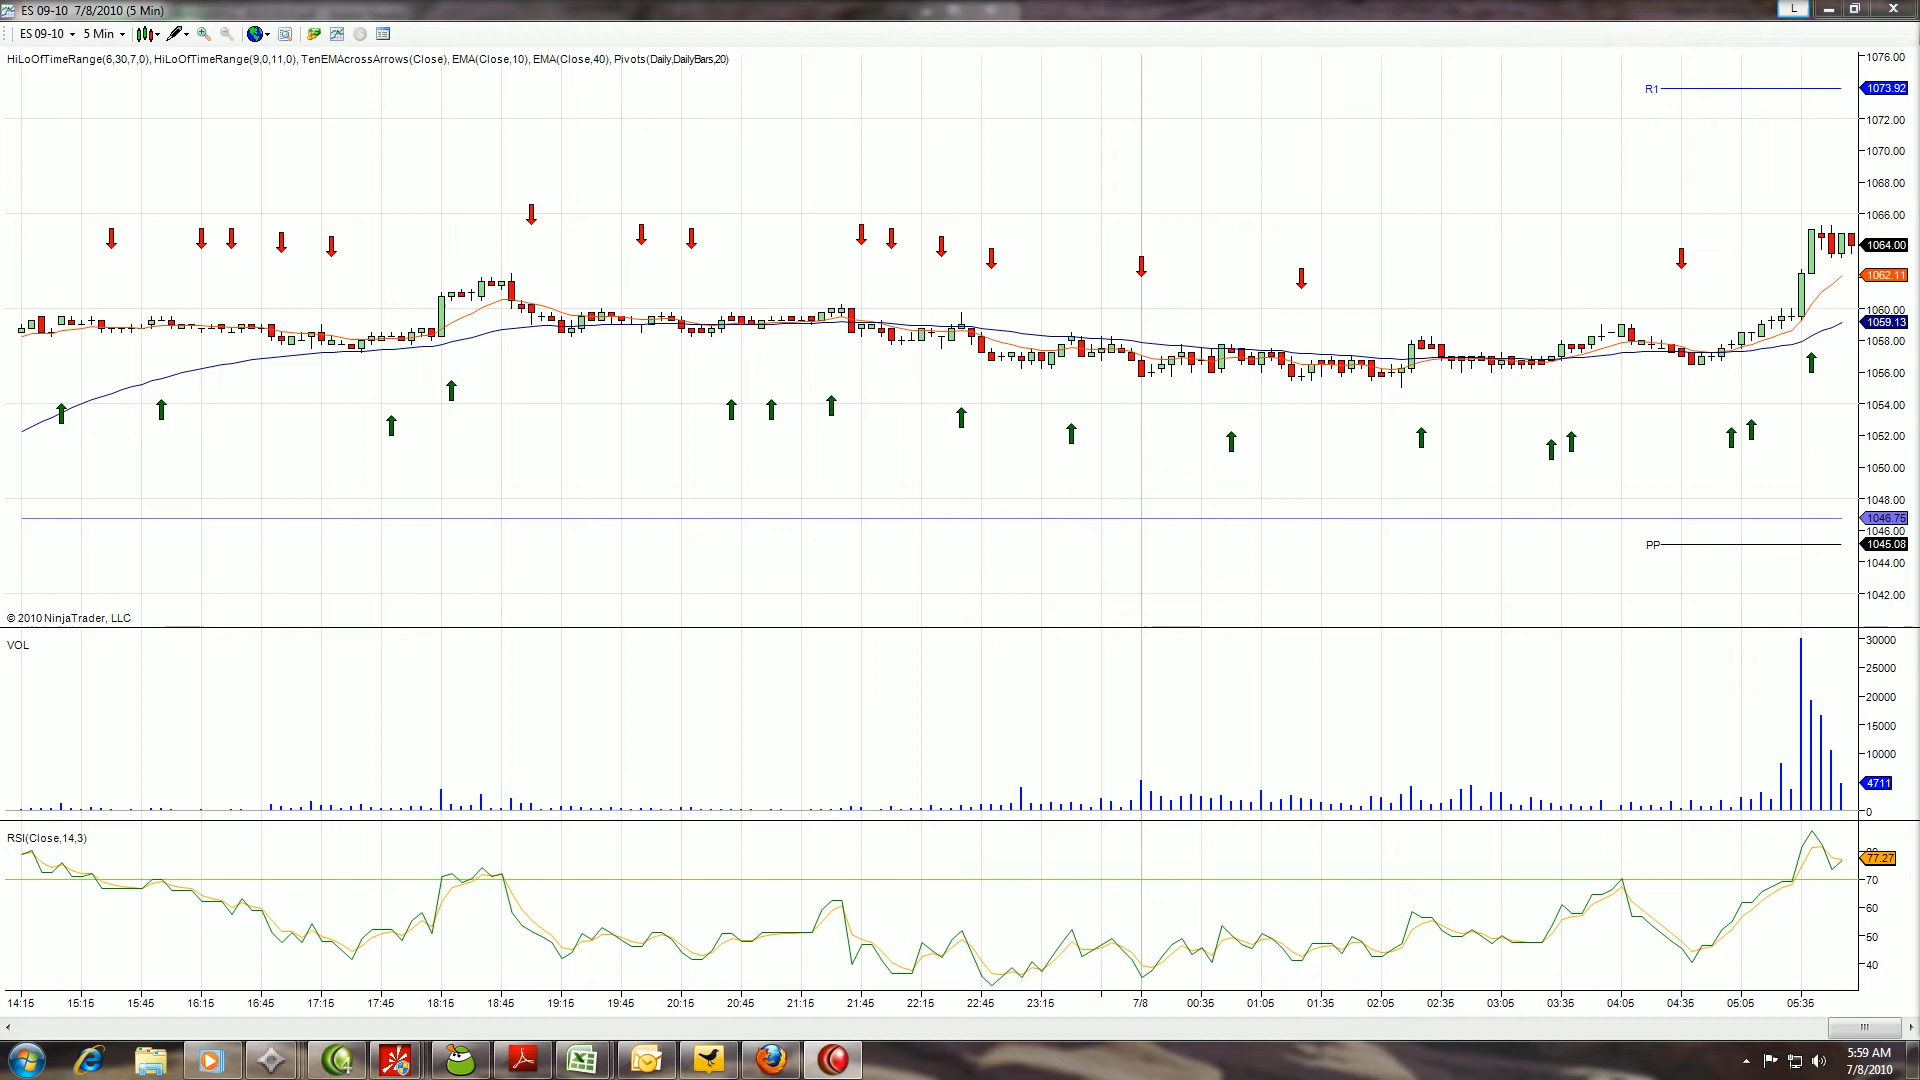 ES 09-10  7/8/2010 (5 Min)
L
ES 09-10 5 Min
HiLoOfTimeRange(6,30,7,0), HiLoOfTimeRange(9,0,11,0), TenEMAcrossArrows(Close), EMA(Close,10), EMA(Close,40), Pivots(Daily,DailyBars,20)
1076.00
R1 1073.92
1072.00
1070.00
1068.00
1066.00
1064.00
1062.11
1060.00
1059.13
1058.00
1056.00
1054.00
1052.00
1050.00
1048.00
1046.75
1046.00
PP 1045.08
1044.00
1042.00
© 2010 NinjaTrader, LLC
VOL
30000
25000
20000
15000
10000
4711
0
RSI(Close,14,3)
77.27
70
60
50
40
14:15 15:15 15:45 16:15 16:45 17:15 17:45 18:15 18:45 19:15 19:45 20:15 20:45 21:15 21:45 22:15 22:45 23:15 7/8 00:35 01:05 01:35 02:05 02:35 03:05 03:35 04:05 04:35 05:05 05:35
5:59 AM
7/8/2010